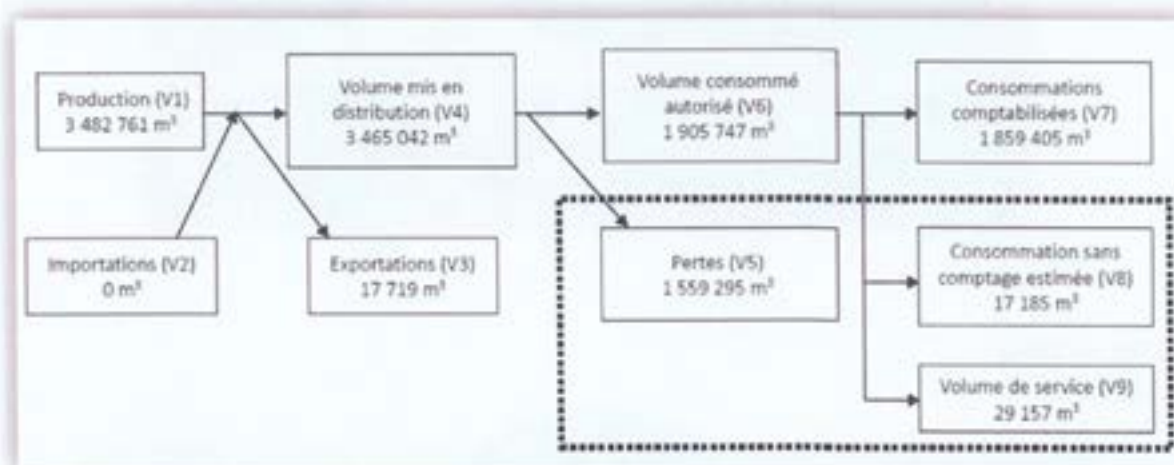 Production (V1)
3 482 761 m³
Volume mis en
distribution (V4)
3 465 042 m³
Volume consommé
autorisé (V6)
1 905 747 m³
Consommations
comptabilisées (V7)
1 859 405 m³
Importations (V2)
0 m³
Exportations (V3)
17 719 m³
Pertes (V5)
1 559 295 m³
Consommation sans
comptage estimée (V8)
17 185 m³
Volume de service (V9)
29 157 m³